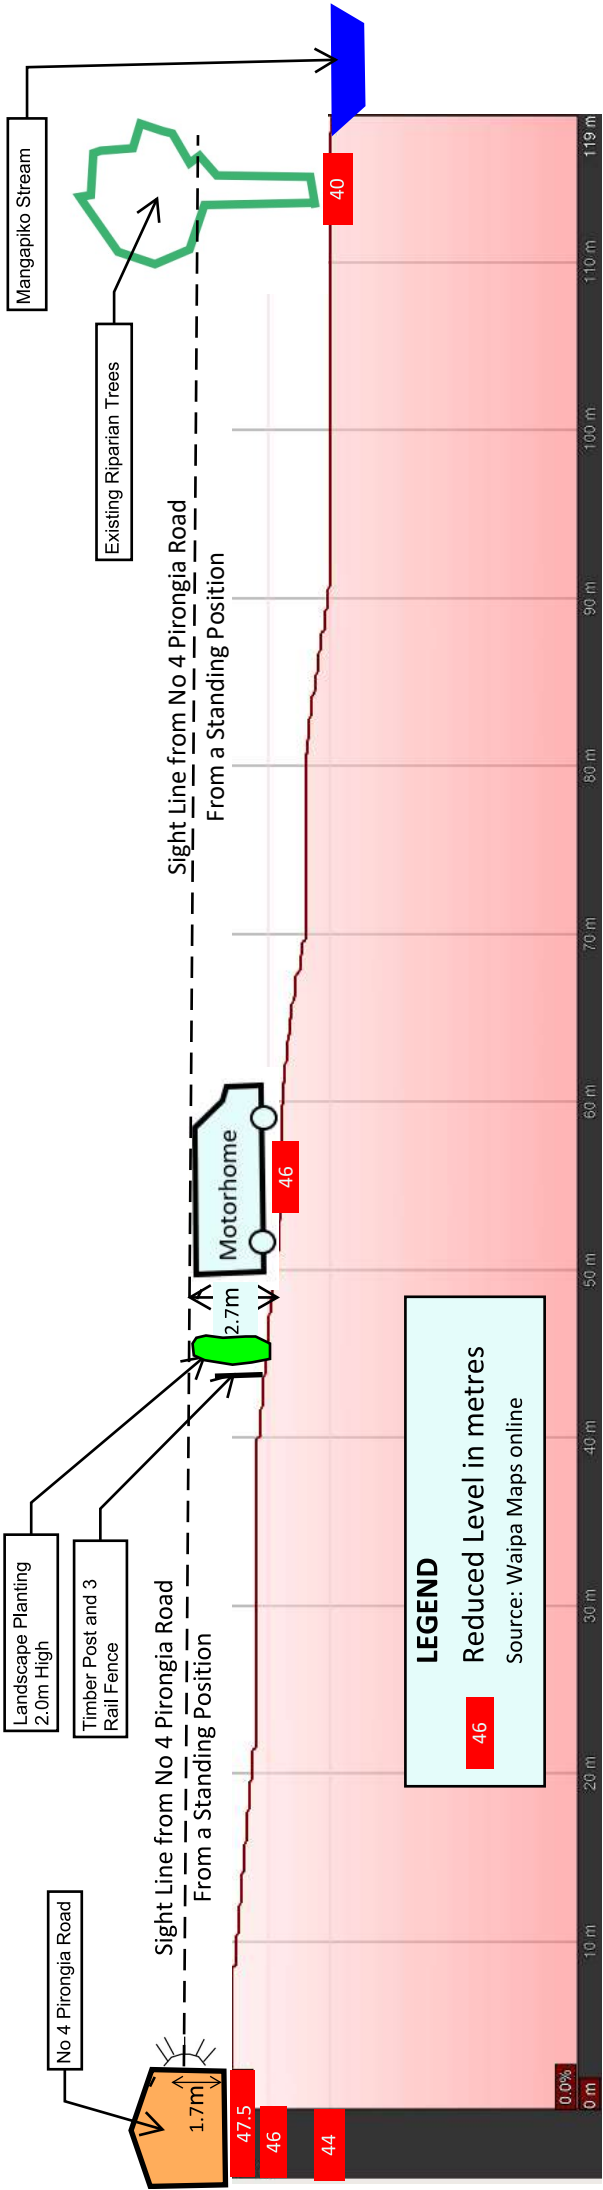 No 4 Pirongia Road
1.7m
47.5
46
44
Sight Line from No 4 Pirongia Road
From a Standing Position
Landscape Planting
2.0m High
Timber Post and 3
Rail Fence
2.7m
Motorhome
46
Sight Line from No 4 Pirongia Road
From a Standing Position
Existing Riparian Trees
Mangapiko Stream
40
LEGEND
46
Reduced Level in metres
Source: Waipa Maps online
0.0%
0 m
10 m
20 m
30 m
40 m
50 m
60 m
70 m
80 m
90 m
100 m
110 m
119 m